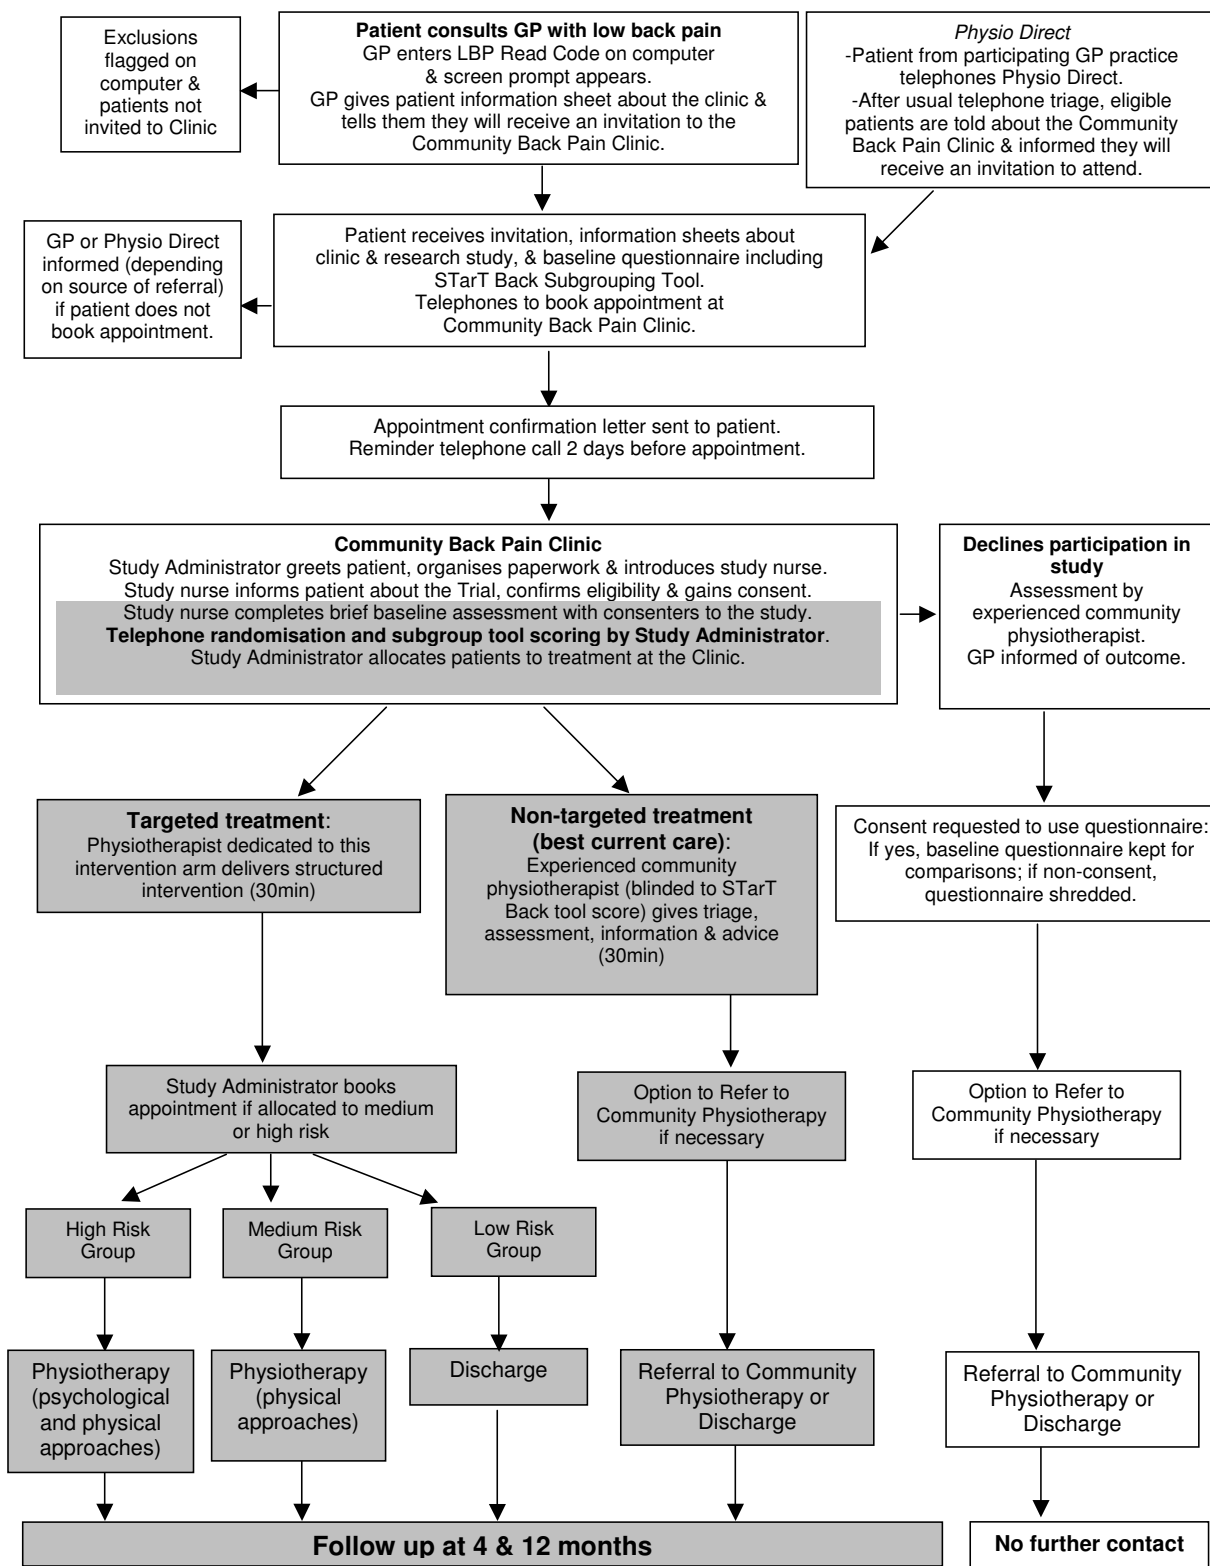 Exclusions
flagged on
computer &
patients not
invited to Clinic
Patient consults GP with low back pain
GP enters LBP Read Code on computer
& screen prompt appears.
GP gives patient information sheet about the clinic &
tells them they will receive an invitation to the
Community Back Pain Clinic.
Physio Direct
-Patient from participating GP practice
telephones Physio Direct.
-After usual telephone triage, eligible
patients are told about the Community
Back Pain Clinic & informed they will
receive an invitation to attend.
GP or Physio Direct
informed (depending
on source of referral)
if patient does not
book appointment.
Patient receives invitation, information sheets about
clinic & research study, & baseline questionnaire including
STarT Back Subgrouping Tool.
Telephones to book appointment at
Community Back Pain Clinic.
Appointment confirmation letter sent to patient.
Reminder telephone call 2 days before appointment.
Community Back Pain Clinic
Study Administrator greets patient, organises paperwork & introduces study nurse.
Study nurse informs patient about the Trial, confirms eligibility & gains consent.
Study nurse completes brief baseline assessment with consenters to the study.
Telephone randomisation and subgroup tool scoring by Study Administrator.
Study Administrator allocates patients to treatment at the Clinic.
Declines participation in
study
Assessment by
experienced community
physiotherapist.
GP informed of outcome.
Targeted treatment:
Physiotherapist dedicated to this
intervention arm delivers structured
intervention (30min)
Non-targeted treatment
(best current care):
Experienced community
physiotherapist (blinded to STarT
Back tool score) gives triage,
assessment, information & advice
(30min)
Consent requested to use questionnaire:
If yes, baseline questionnaire kept for
comparisons; if non-consent,
questionnaire shredded.
Study Administrator books
appointment if allocated to medium
or high risk
Option to Refer to
Community Physiotherapy
if necessary
Option to Refer to
Community Physiotherapy
if necessary
High Risk
Group
Medium Risk
Group
Low Risk
Group
Physiotherapy
(psychological
and physical
approaches)
Physiotherapy
(physical
approaches)
Discharge
Referral to Community
Physiotherapy or
Discharge
Referral to Community
Physiotherapy or
Discharge
Follow up at 4 & 12 months
No further contact